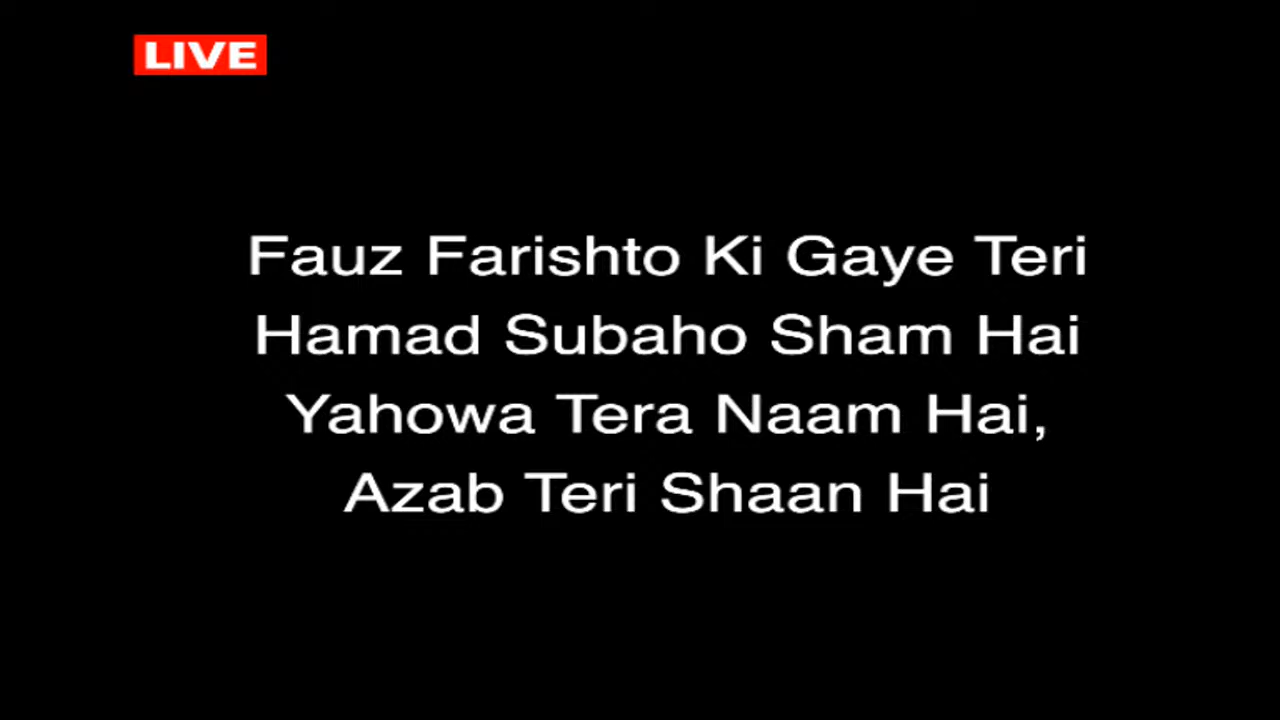 LIVE
Fauz Farishto Ki Gaye Teri
Hamad Subaho Sham Hai
Yahowa Tera Naam Hai,
Azab Teri Shaan Hai